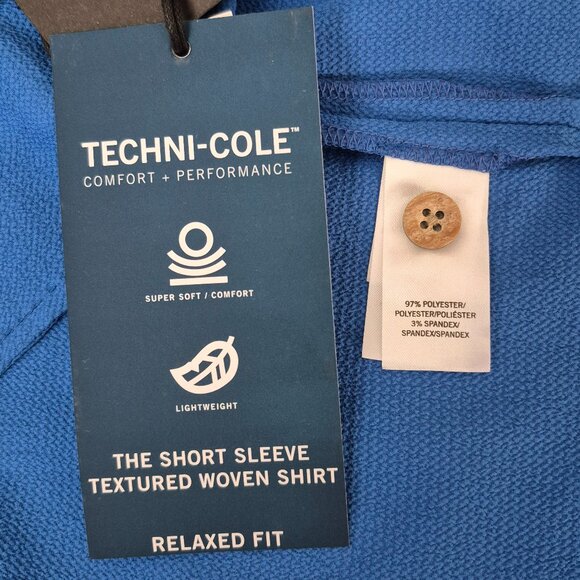 TECHNI-COLE™
COMFORT + PERFORMANCE
SUPER SOFT / COMFORT
LIGHTWEIGHT
THE SHORT SLEEVE
TEXTURED WOVEN SHIRT
RELAXED FIT
97% POLYESTER/
POLYESTER/POLIÉSTER
3% SPANDEX/
SPANDEX/SPANDEX